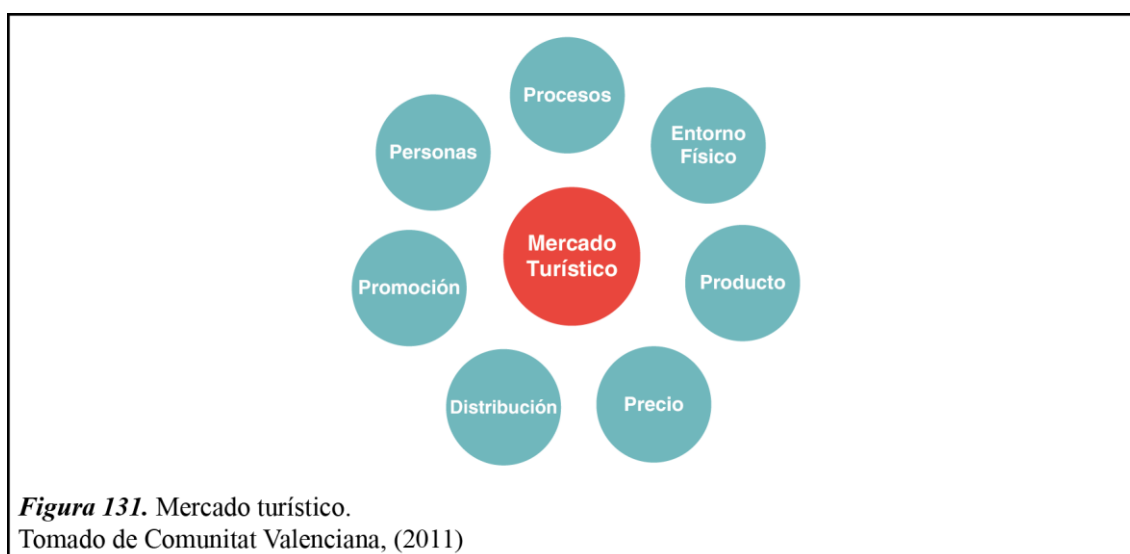 Procesos
Entorno
Físico
Personas
Mercado
Turístico
Producto
Promoción
Distribución
Precio
Figura 131. Mercado turístico.
Tomado de Comunitat Valenciana, (2011)